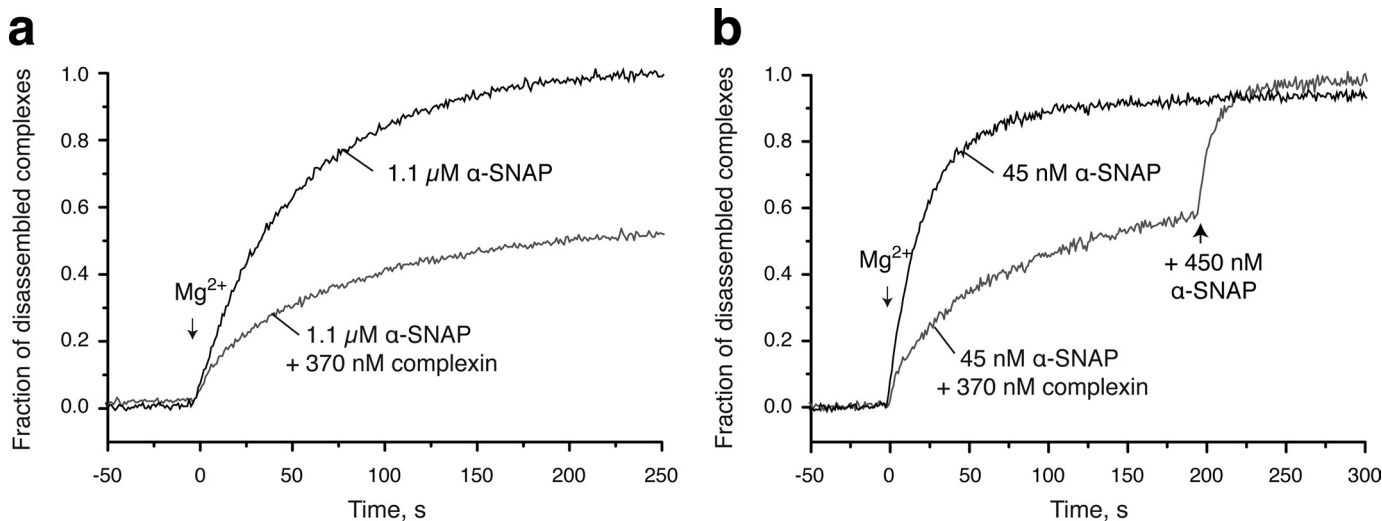 a
Fraction of disassembled complexes
1.0
0.8
0.6
0.4
0.2
0.0
1.1 µM α-SNAP
Mg2+
1.1 µM α-SNAP
+ 370 nM complexin
-50 0 50 100 150 200 250
Time, s
b
Fraction of disassembled complexes
1.0
0.8
0.6
0.4
0.2
0.0
45 nM α-SNAP
Mg2+
+ 450 nM
α-SNAP
45 nM α-SNAP
+ 370 nM complexin
-50 0 50 100 150 200 250 300
Time, s